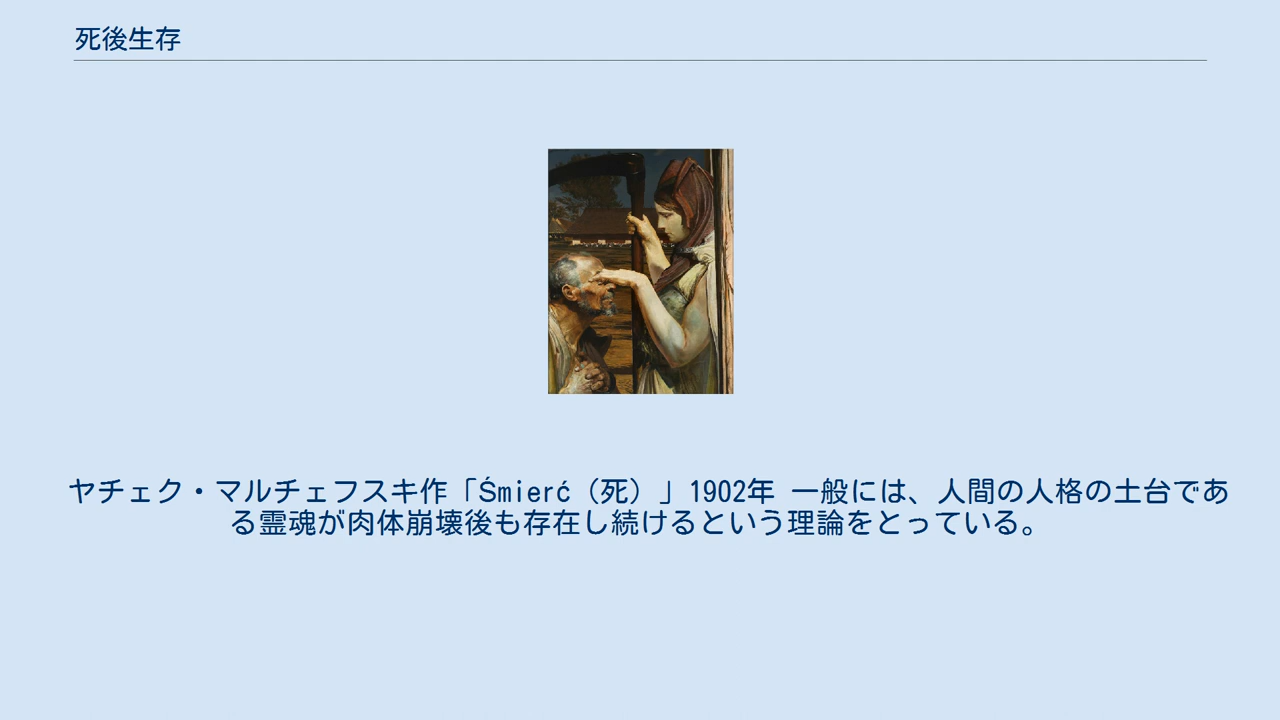 死後生存
ヤチェク・マルチェフスキ作「Śmierć（死）」1902年 一般には、人間の人格の土台であ
る霊魂が肉体崩壊後も存在し続けるという理論をとっている。